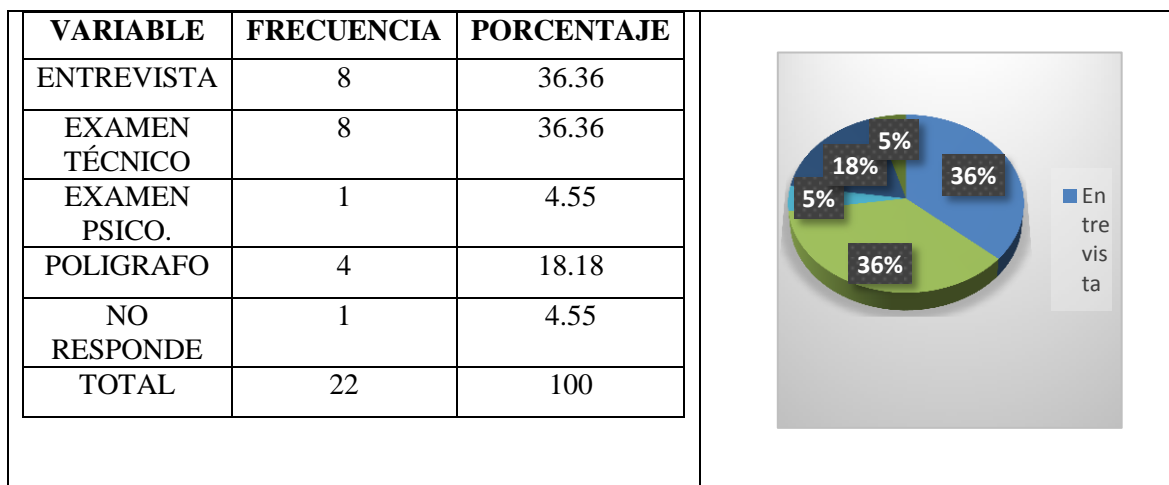 VARIABLE FRECUENCIA PORCENTAJE
ENTREVISTA 8 36.36
EXAMEN 8 36.36
TÉCNICO
EXAMEN 1 4.55
PSICO.
POLIGRAFO 4 18.18
NO 1 4.55
RESPONDE
TOTAL 22 100
5%
18%
36%
5%
36%
En
tre
vis
ta